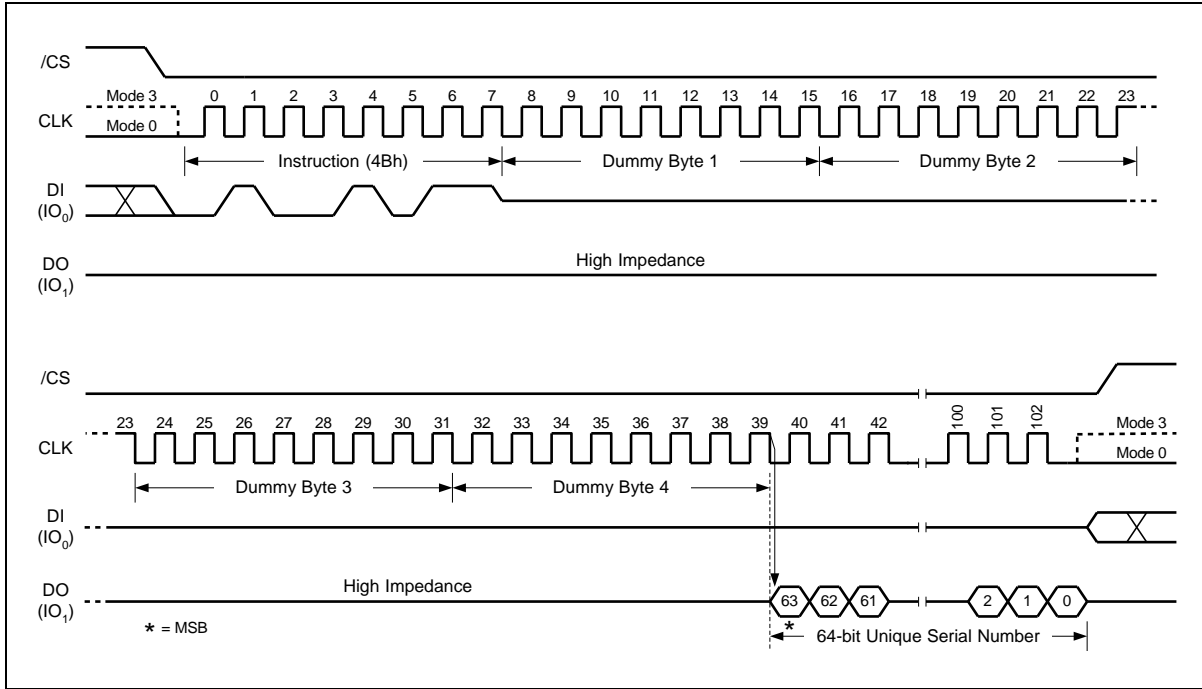 /CS
Mode 3
CLK
Mode 0
0 1 2 3 4 5 6 7 8 9 10 11 12 13 14 15 16 17 18 19 20 21 22 23
Instruction (4Bh) Dummy Byte 1 Dummy Byte 2
DI
(IO0)
DO
(IO1)
High Impedance
/CS
23 24 25 26 27 28 29 30 31 32 33 34 35 36 37 38 39 40 41 42 100 101 102
CLK
Mode 3
Mode 0
Dummy Byte 3 Dummy Byte 4
DI
(IO0)
DO
(IO1)
High Impedance
63 62 61 2 1 0
* = MSB
*
64-bit Unique Serial Number